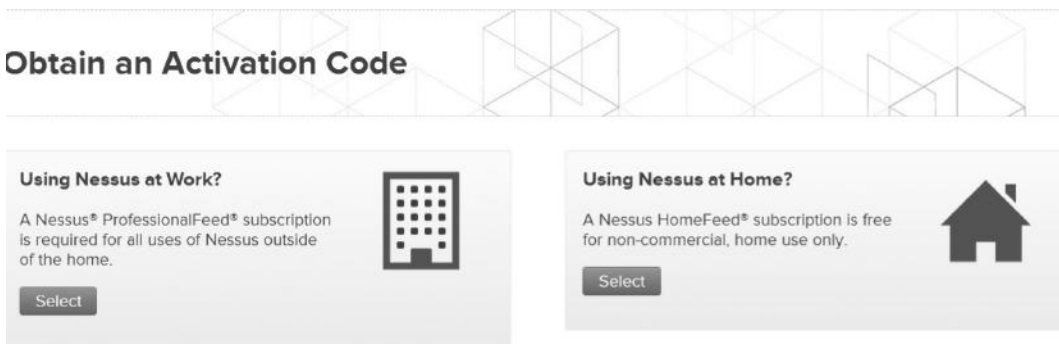 Obtain an Activation Code
Using Nessus at Work?
A Nessus® ProfessionalFeed® subscription
is required for all uses of Nessus outside
of the home.
Select
Using Nessus at Home?
A Nessus HomeFeed® subscription is free
for non-commercial, home use only.
Select